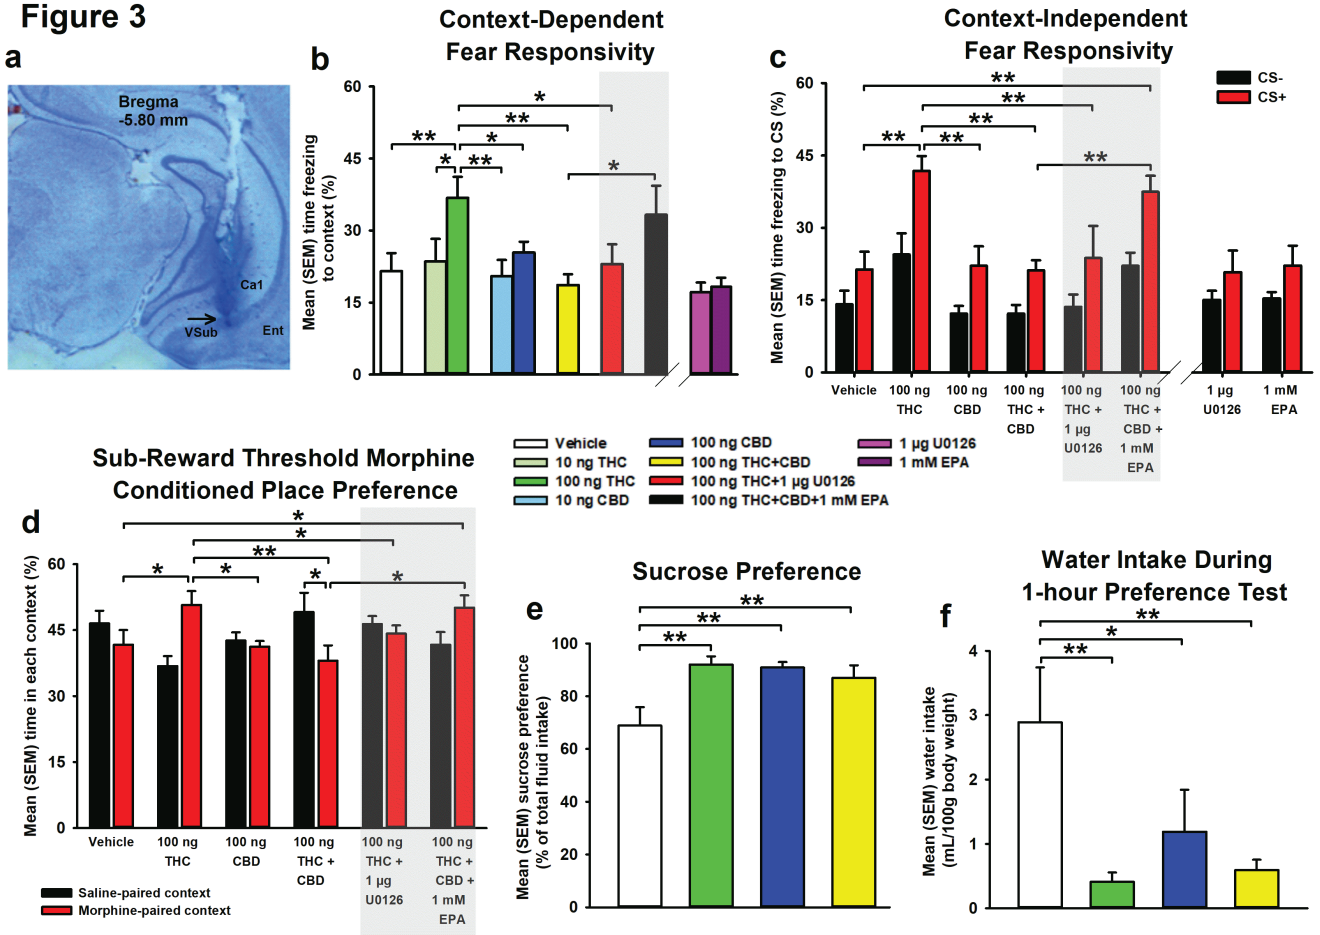 Figure 3
a
Bregma
-5.80 mm
Ca1
VSub
Ent
b
Context-Dependent
Fear Responsivity
Mean (SEM) time freezing
to context (%)
60
45
30
15
0
**
*
**
*
**
*
*
c
Context-Independent
Fear Responsivity
Mean (SEM) time freezing to CS (%)
60
45
30
15
0
**
**
**
**
**
**
CS-
CS+
Vehicle
100 ng
THC
100 ng
CBD
100 ng
THC +
CBD
100 ng
THC +
1 µg
U0126
100 ng
THC +
CBD +
1 mM
EPA
1 µg
U0126
1 mM
EPA
Vehicle
10 ng THC
100 ng THC
10 ng CBD
100 ng CBD
100 ng THC+CBD
100 ng THC+1 µg U0126
100 ng THC+CBD+1 mM EPA
1 µg U0126
1 mM EPA
d
Sub-Reward Threshold Morphine
Conditioned Place Preference
Mean (SEM) time in each context (%)
60
45
30
15
0
*
*
**
*
*
*
*
Vehicle
100 ng
THC
100 ng
CBD
100 ng
THC +
CBD
100 ng
THC +
1 µg
U0126
100 ng
THC +
CBD +
1 mM
EPA
Saline-paired context
Morphine-paired context
e
Sucrose Preference
Mean (SEM) sucrose preference
(% of total fluid intake)
100
80
60
40
20
0
**
**
**
f
Water Intake During
1-hour Preference Test
Mean (SEM) water intake
(mL/100g body weight)
4
3
2
1
0
**
*
**